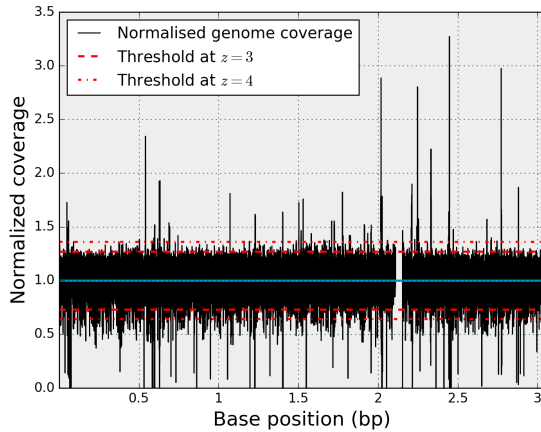 3.5
3.0
2.5
2.0
1.5
1.0
0.5
0.0
Normalized coverage
Normalised genome coverage
Threshold at z = 3
Threshold at z = 4
0.5 1 1.5 2 2.5 3
Base position (bp)